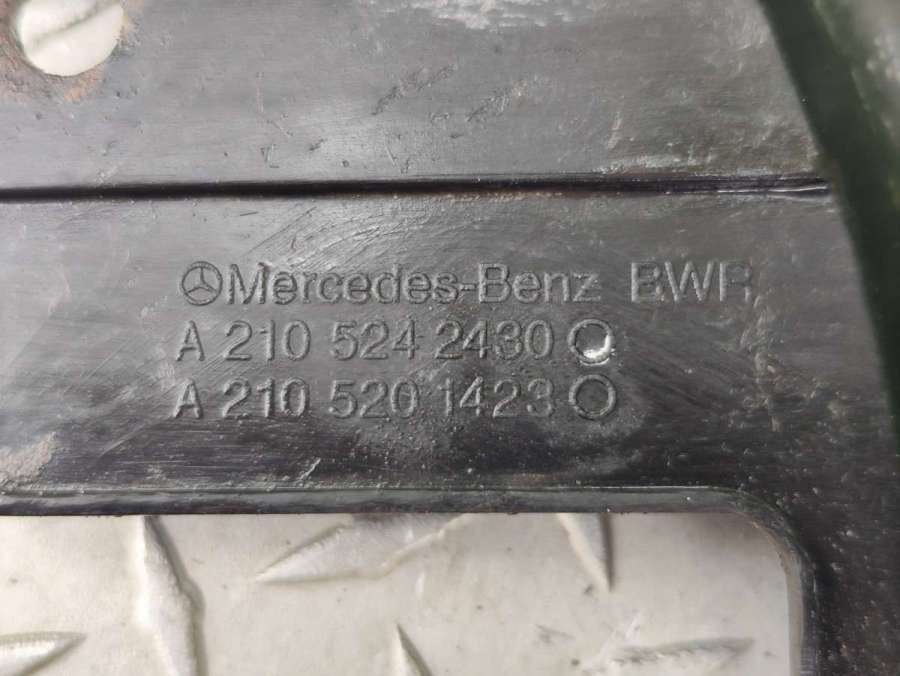 Mercedes-Benz BWR
A 210 524 2430
A 210 520 1423